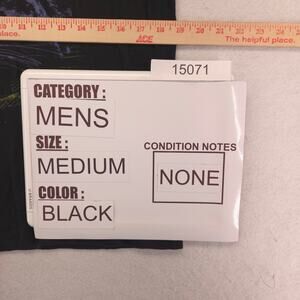 ACE The helpful place.
15071
CATEGORY:
MENS
SIZE:
MEDIUM
COLOR:
BLACK
CONDITION NOTES
NONE